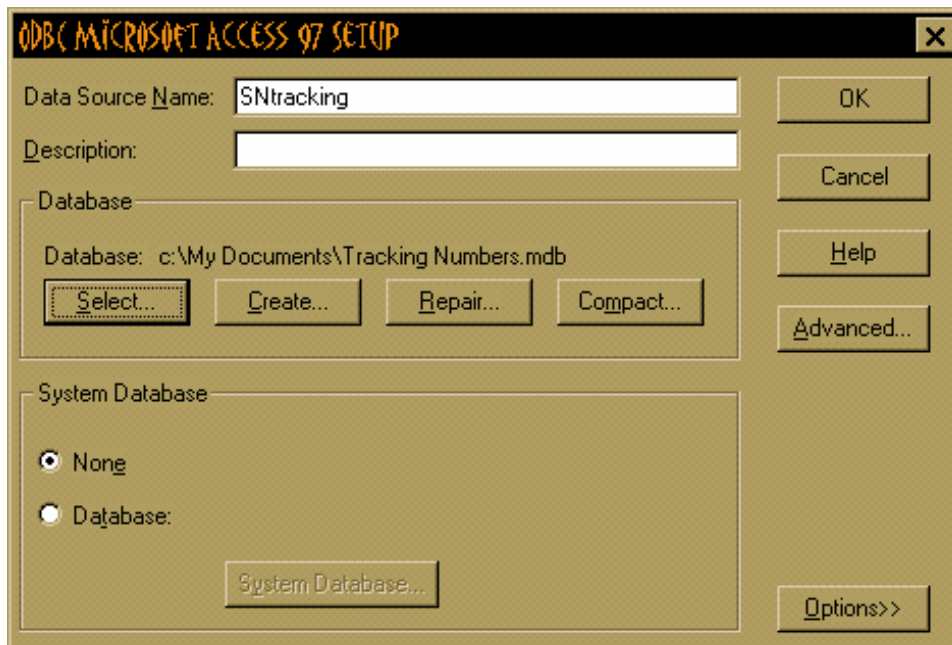 ODBC MICROSOFT ACCESS 97 SETUP
Data Source Name: SNtracking
OK
Description:
Cancel
Database
Database: c:\My Documents\Tracking Numbers.mdb
Help
Select... Create... Repair... Compact...
Advanced...
System Database
None
Database:
System Database...
Options>>